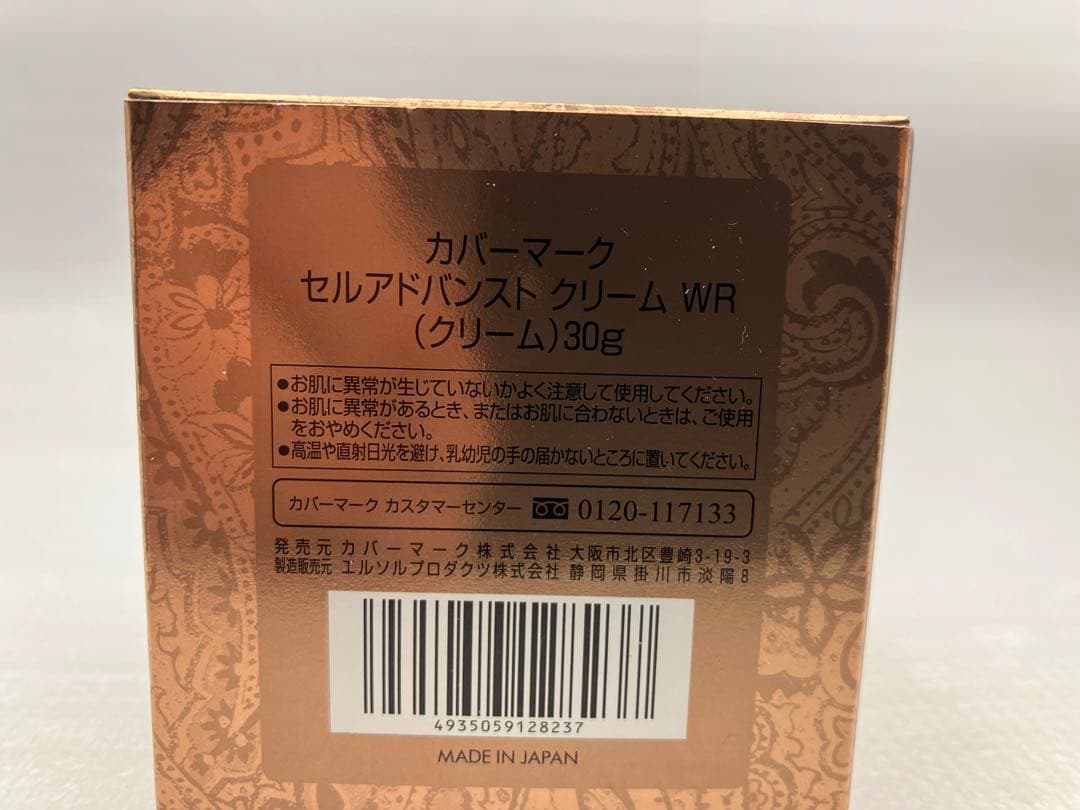 カバーマーク
セルアドバンスト クリーム WR
(クリーム)30g
●お肌に異常が生じていないかよく注意して使用してください。
●お肌に異常があるとき、またはお肌に合わないときは、ご使用
をおやめください。
●高温や直射日光を避け、乳幼児の手の届かないところに置いてください。
カバーマーク カスタマーセンター 0120-117133
発売元 カバーマーク株式会社 大阪市北区豊崎3-19-3
製造販売元 エルソルプロダクツ株式会社 静岡県掛川市淡陽8
4935059128237
MADE IN JAPAN